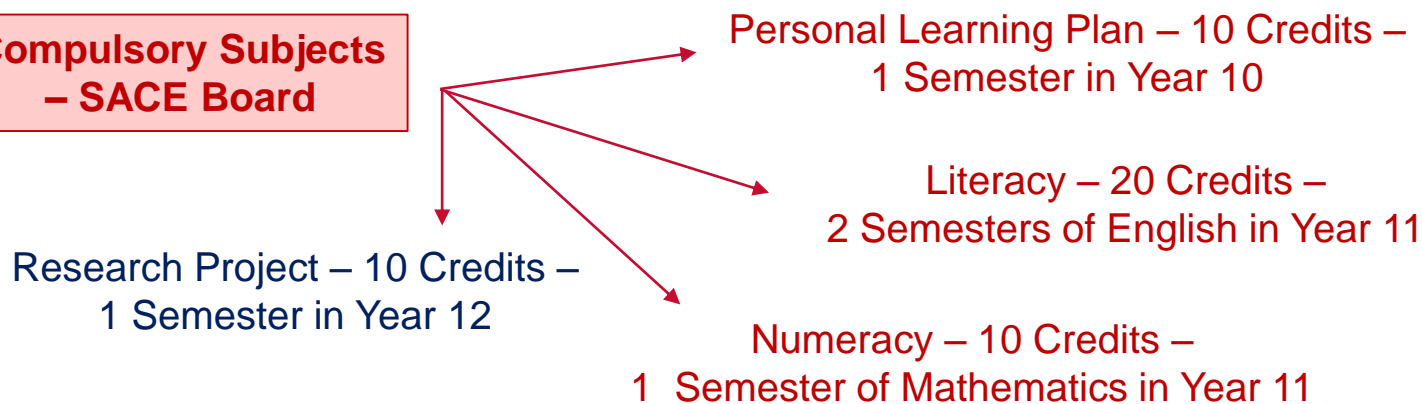 ompulsory Subjects
– SACE Board
Personal Learning Plan – 10 Credits –
1 Semester in Year 10
Literacy – 20 Credits –
2 Semesters of English in Year 11
Research Project – 10 Credits –
1 Semester in Year 12
Numeracy – 10 Credits –
1 Semester of Mathematics in Year 11